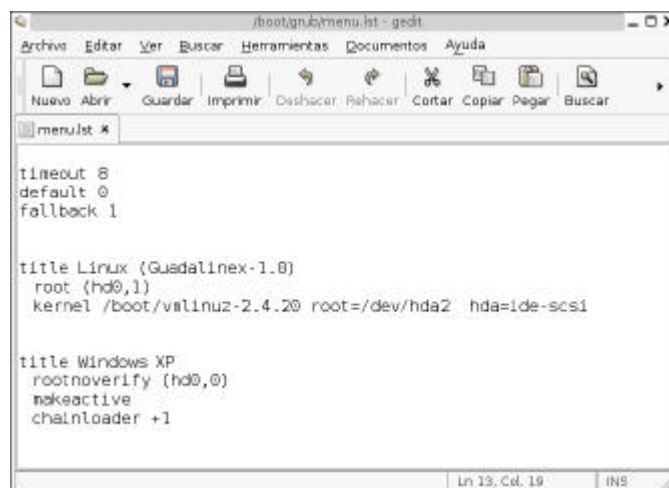 /boot/grub/menu.lst - gedit
Archivo Editar Ver Buscar Herramientas Documentos Ayuda
Nuevo Abrir Guardar Imprimir Deshacer Rehacer Cortar Copiar Pegar Buscar
menu.lst
timeout 8
default 0
fallback 1
title Linux (Guadalinex-1.0)
root (hd0,1)
kernel /boot/vmlinuz-2.4.20 root=/dev/hda2 hda=ide-scsi
title Windows XP
rootnoverify (hd0,0)
makeactive
chainloader +1
Ln 13, Col. 19 INS